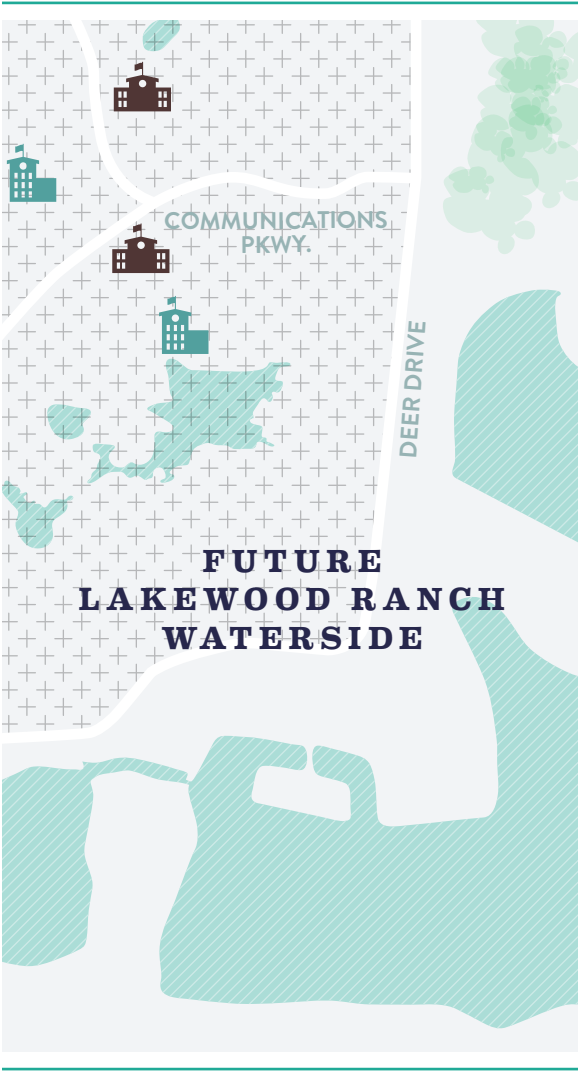 COMMUNICATIONS
PKWY.
DEER DRIVE
FUTURE
LAKEWOOD RANCH
WATERSIDE